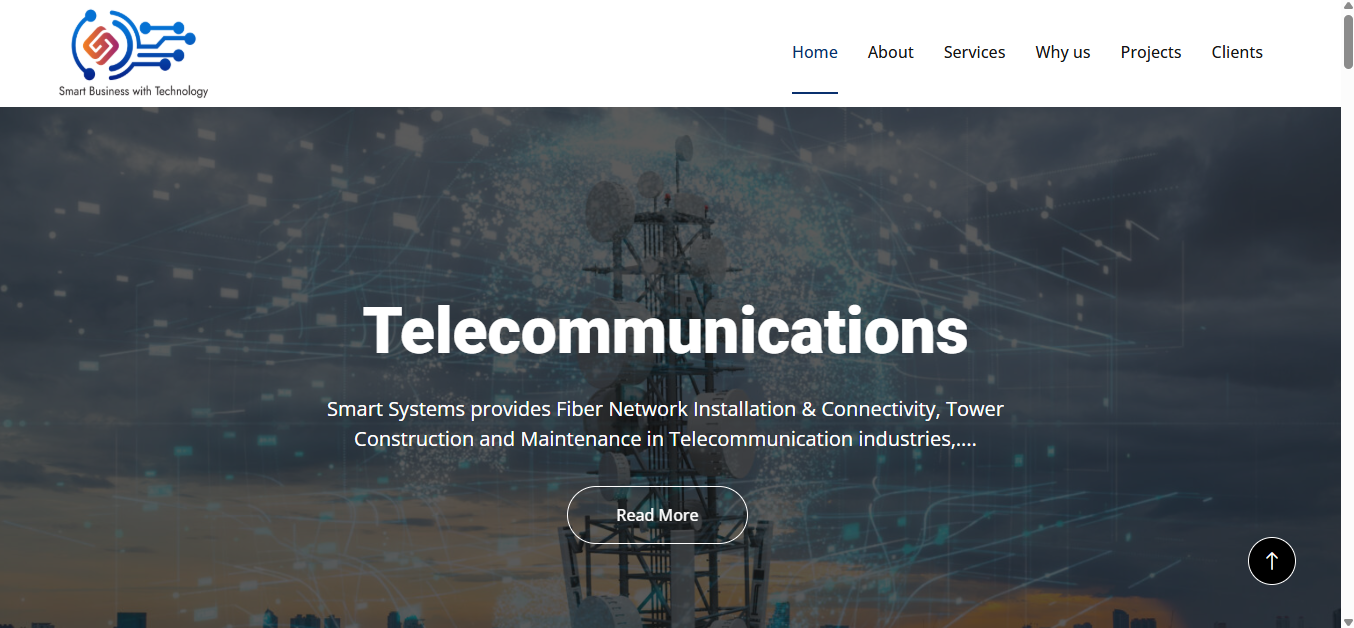 Smart Business with Technology
Home About Services Why us Projects Clients
Telecommunications
Smart Systems provides Fiber Network Installation & Connectivity, Tower
Construction and Maintenance in Telecommunication industries,....
Read More